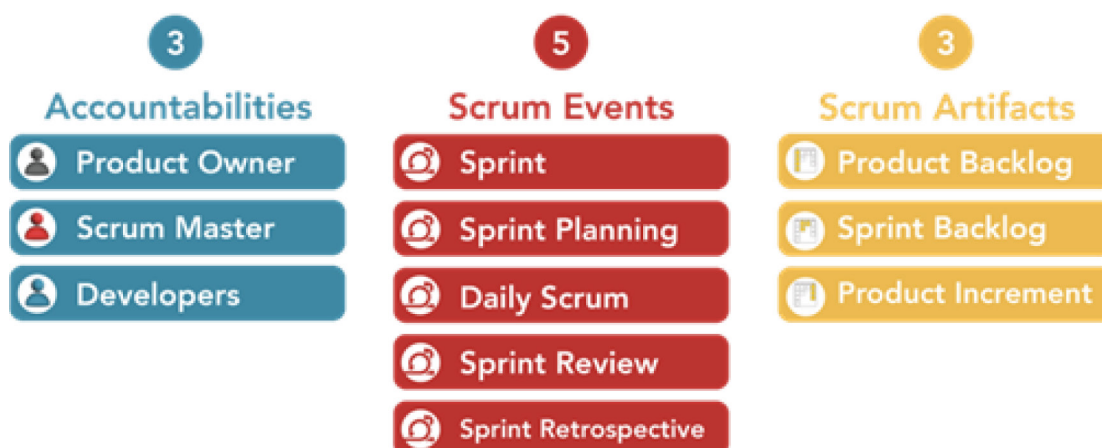 3
Accountabilities
Product Owner
Scrum Master
Developers
5
Scrum Events
Sprint
Sprint Planning
Daily Scrum
Sprint Review
Sprint Retrospective
3
Scrum Artifacts
Product Backlog
Sprint Backlog
Product Increment